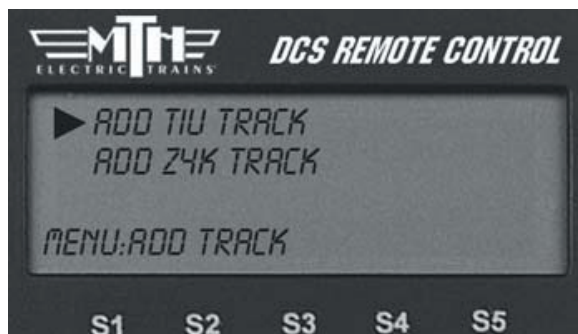 MTH
ELECTRIC TRAINS
DCS REMOTE CONTROL
ADD TIU TRACK
ADD Z4K TRACK
MENU:ADD TRACK
S1 S2 S3 S4 S5